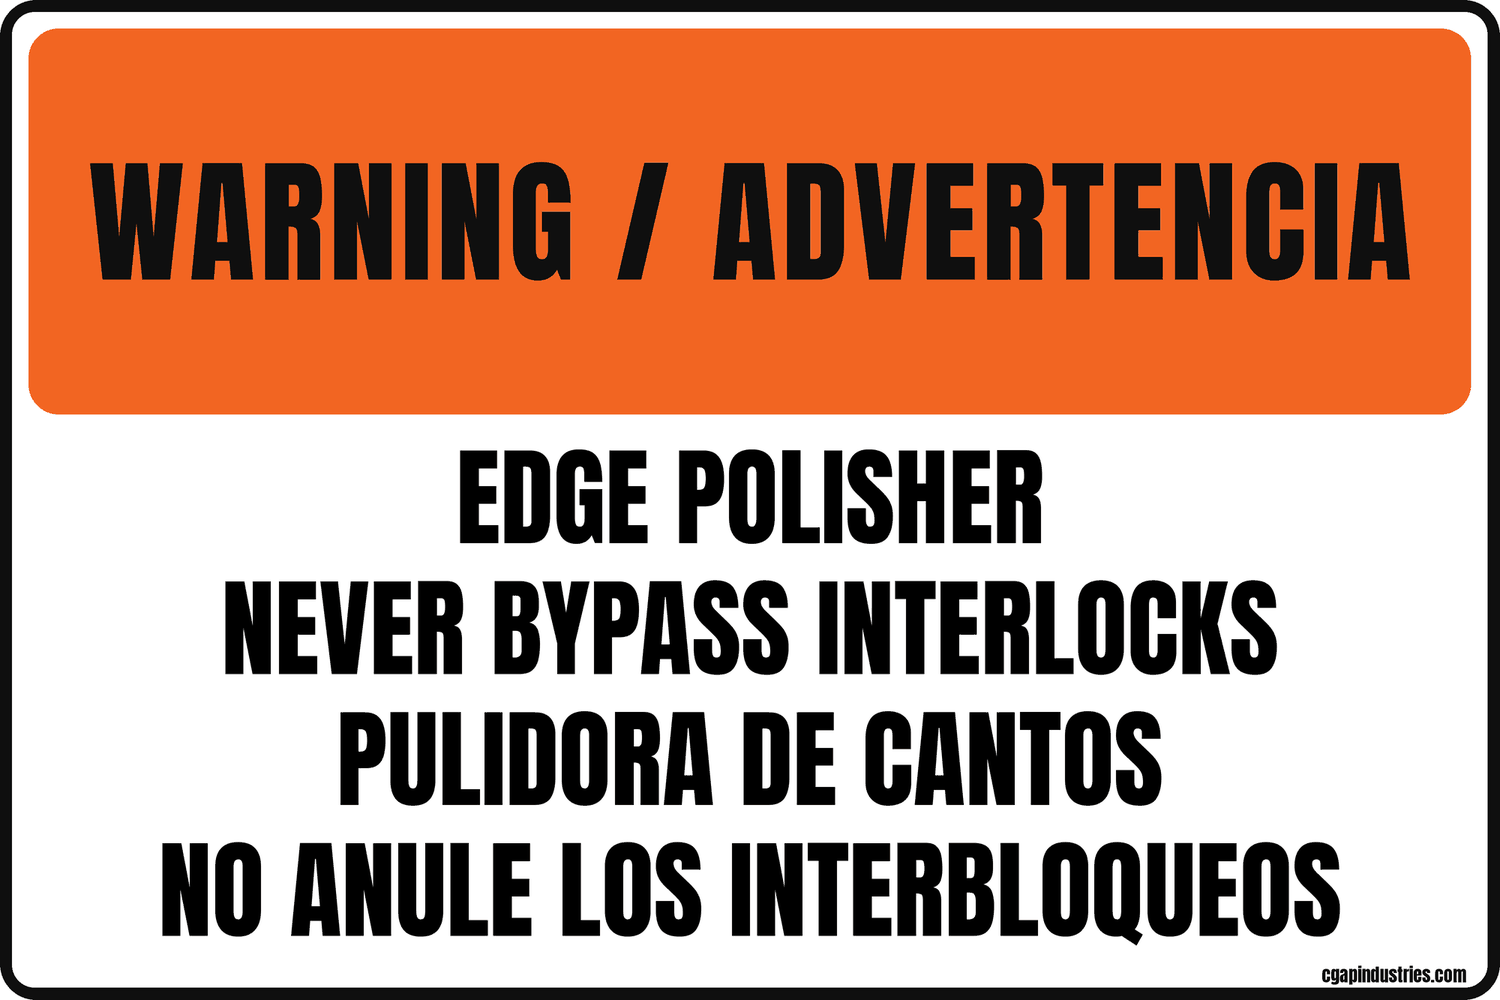 WARNING / ADVERTENCIA
EDGE POLISHER
NEVER BYPASS INTERLOCKS
PULIDORA DE CANTOS
NO ANULE LOS INTERBLOQUEOS
cgapindustries.com